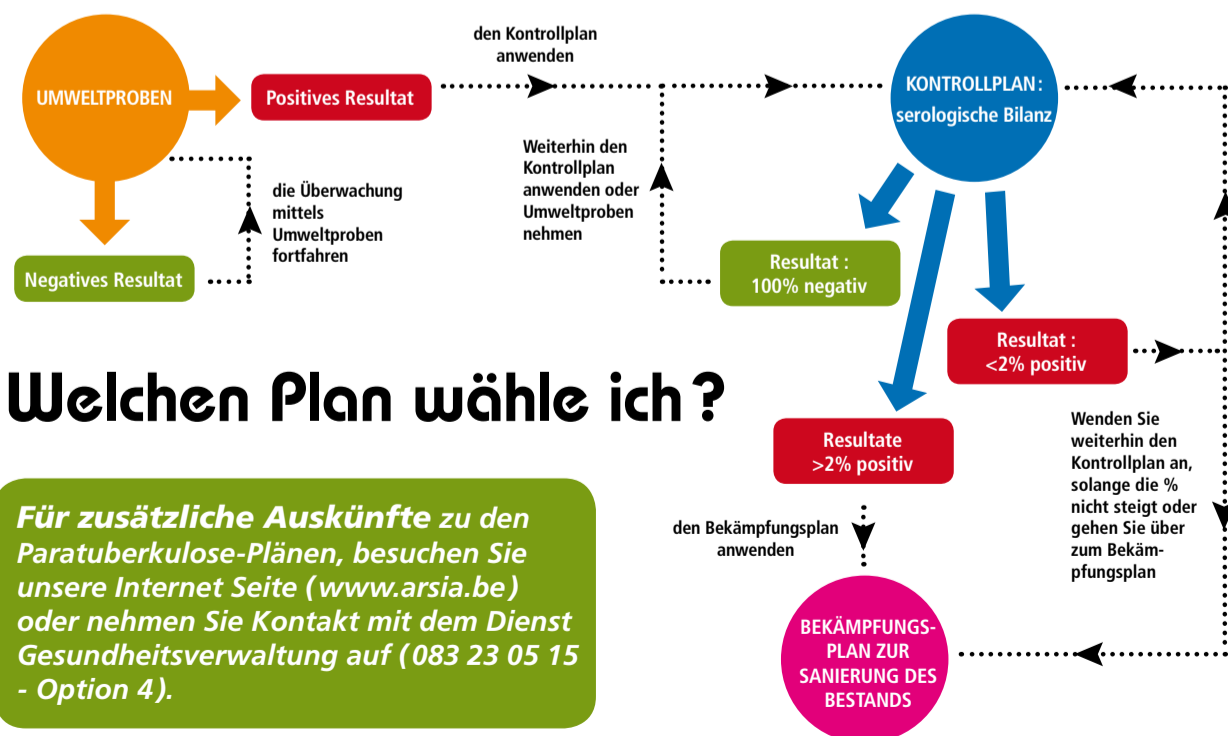 UMWELTPROBEN
Positives Resultat
den Kontrollplan
anwenden
KONTROLLPLAN:
serologische Bilanz
die Überwachung
mittels
Umweltproben
fortfahren
Negatives Resultat
Weiterhin den
Kontrollplan
anwenden oder
Umweltproben
nehmen
Resultat :
100% negativ
Resultat :
<2% positiv
Welchen Plan wähle ich ?
Resultate
>2% positiv
Wenden Sie
weiterhin den
Kontrollplan an,
solange die %
nicht steigt oder
gehen Sie über
zum Bekäm-
pfungsplan
den Bekämpfungsplan
anwenden
BEKÄMPFUNGS-
PLAN ZUR
SANIERUNG DES
BESTANDS
Für zusätzliche Auskünfte zu den
Paratuberkulose-Plänen, besuchen Sie
unsere Internet Seite (www.arsia.be)
oder nehmen Sie Kontakt mit dem Dienst
Gesundheitsverwaltung auf (083 23 05 15
- Option 4).